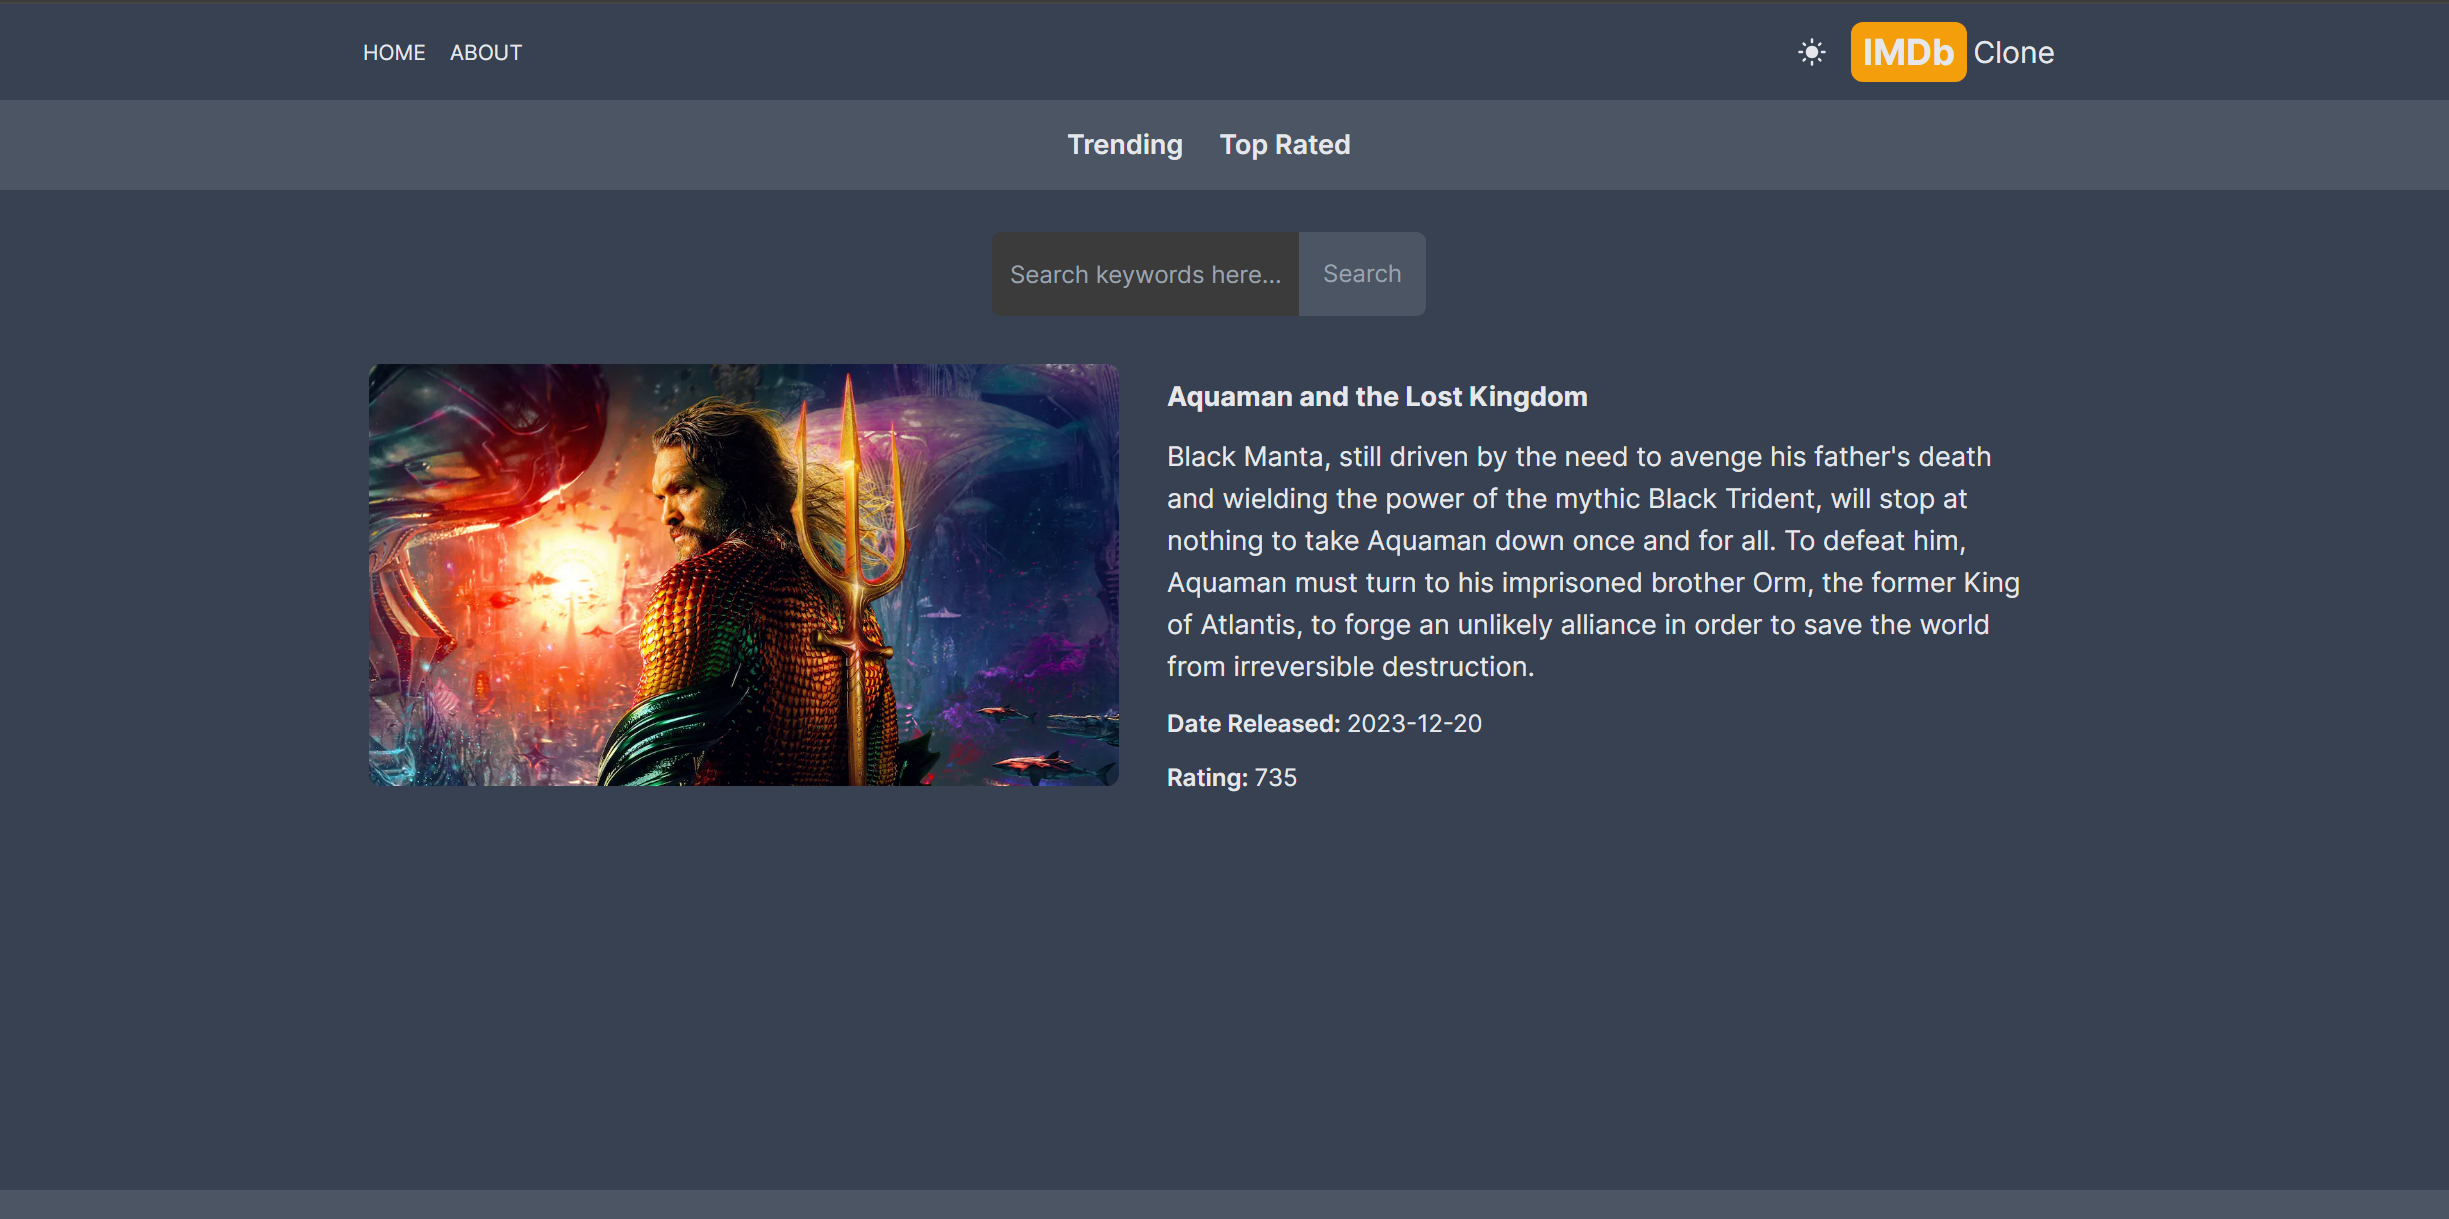 HOME ABOUT IMDb Clone
Trending Top Rated
Search keywords here... Search
Aquaman and the Lost Kingdom
Black Manta, still driven by the need to avenge his father's death
and wielding the power of the mythic Black Trident, will stop at
nothing to take Aquaman down once and for all. To defeat him,
Aquaman must turn to his imprisoned brother Orm, the former King
of Atlantis, to forge an unlikely alliance in order to save the world
from irreversible destruction.
Date Released: 2023-12-20
Rating: 735